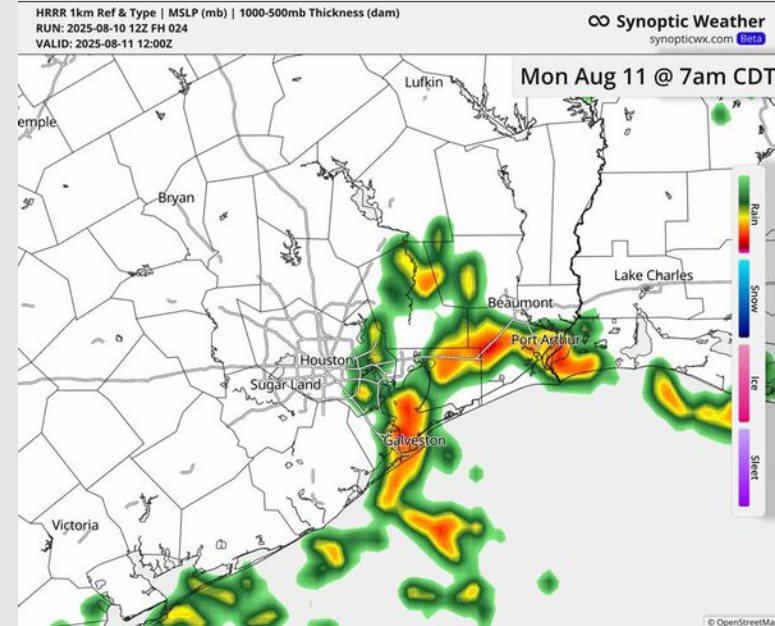 HRRR 1km Ref & Type | MSLP (mb) | 1000-500mb Thickness (dam)
RUN: 2025-08-10 12Z FH 024
VALID: 2025-08-11 12:00Z
Synoptic Weather
synopticwx.com Beta
Mon Aug 11 @ 7am CDT
Lufkin
emple
Bryan
Rain
Lake Charles
Snow
Beaumont
Port Arthur
Houston
Sugar Land
Ice
Galveston
Sleet
Victoria
© OpenStreetMa